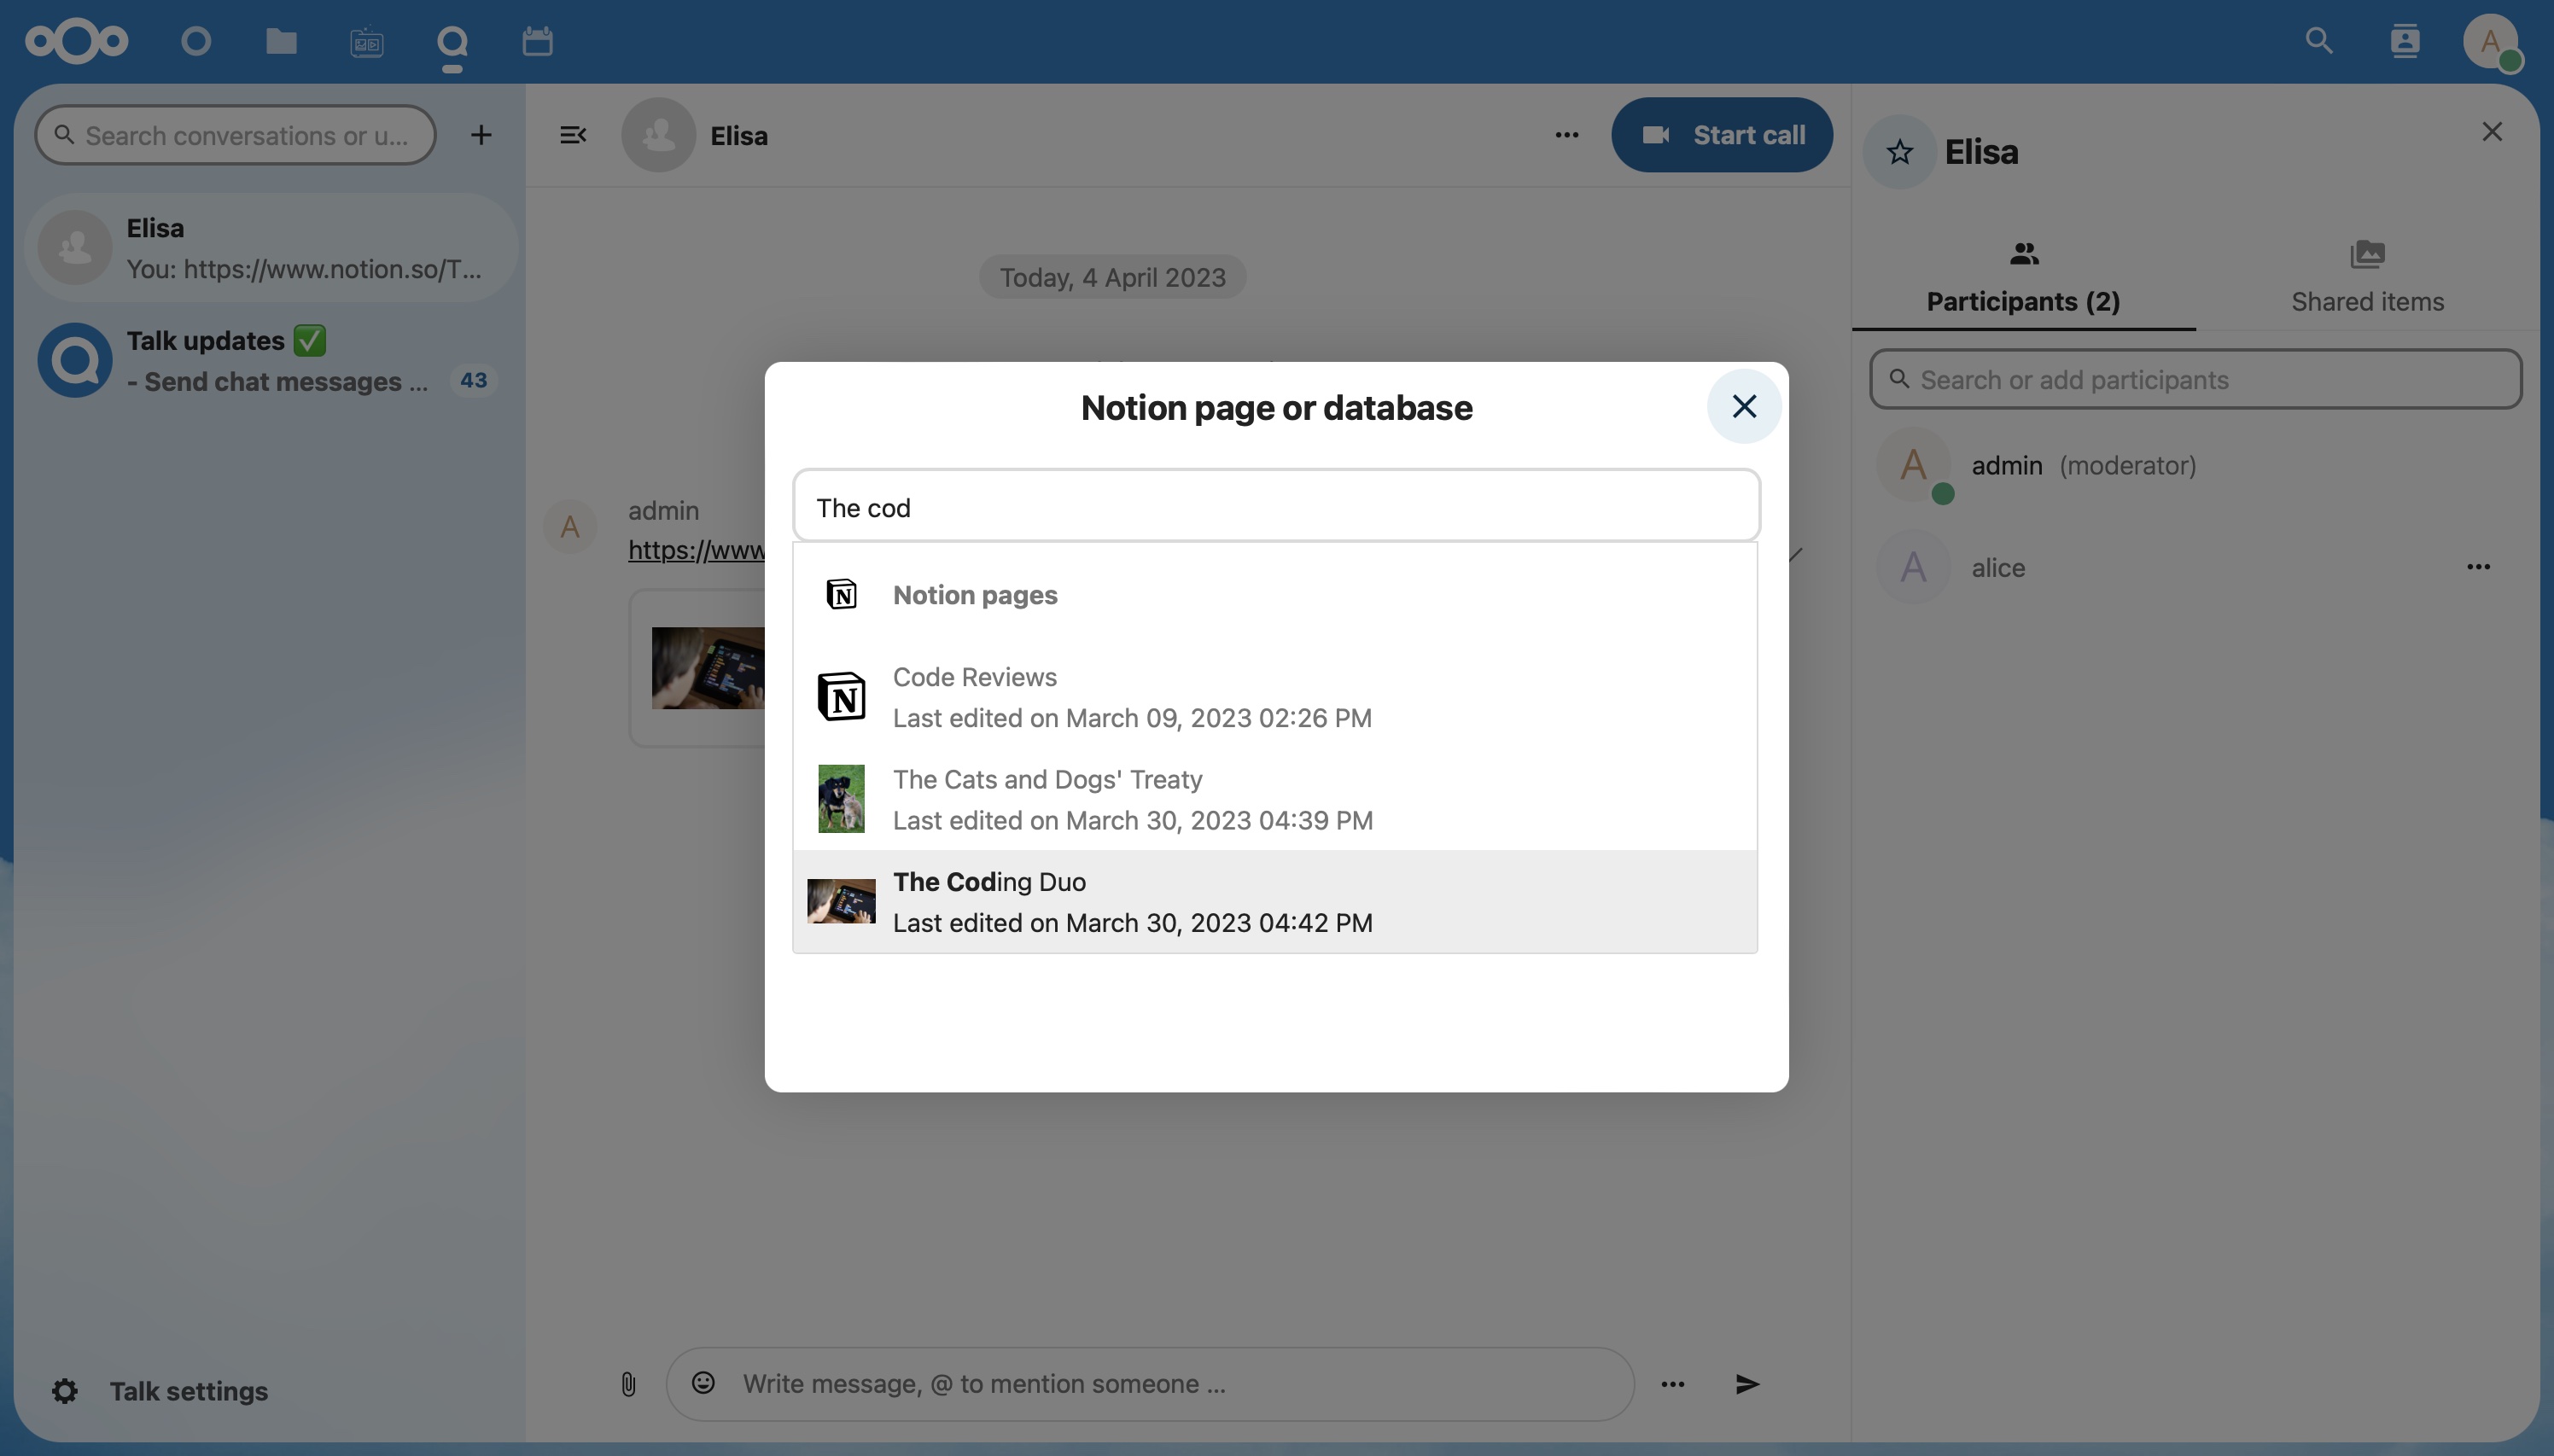 Search conversations or u...
Elisa
You: https://www.notion.so/T...
Talk updates ✅
- Send chat messages ...
43
Talk settings
Elisa
Start call
Today, 4 April 2023
A
admin
https://www
Notion page or database
The cod
Notion pages
Code Reviews
Last edited on March 09, 2023 02:26 PM
The Cats and Dogs' Treaty
Last edited on March 30, 2023 04:39 PM
The Coding Duo
Last edited on March 30, 2023 04:42 PM
Write message, @ to mention someone ...
A
Elisa
Participants (2)
Shared items
Search or add participants
A
admin (moderator)
A
alice